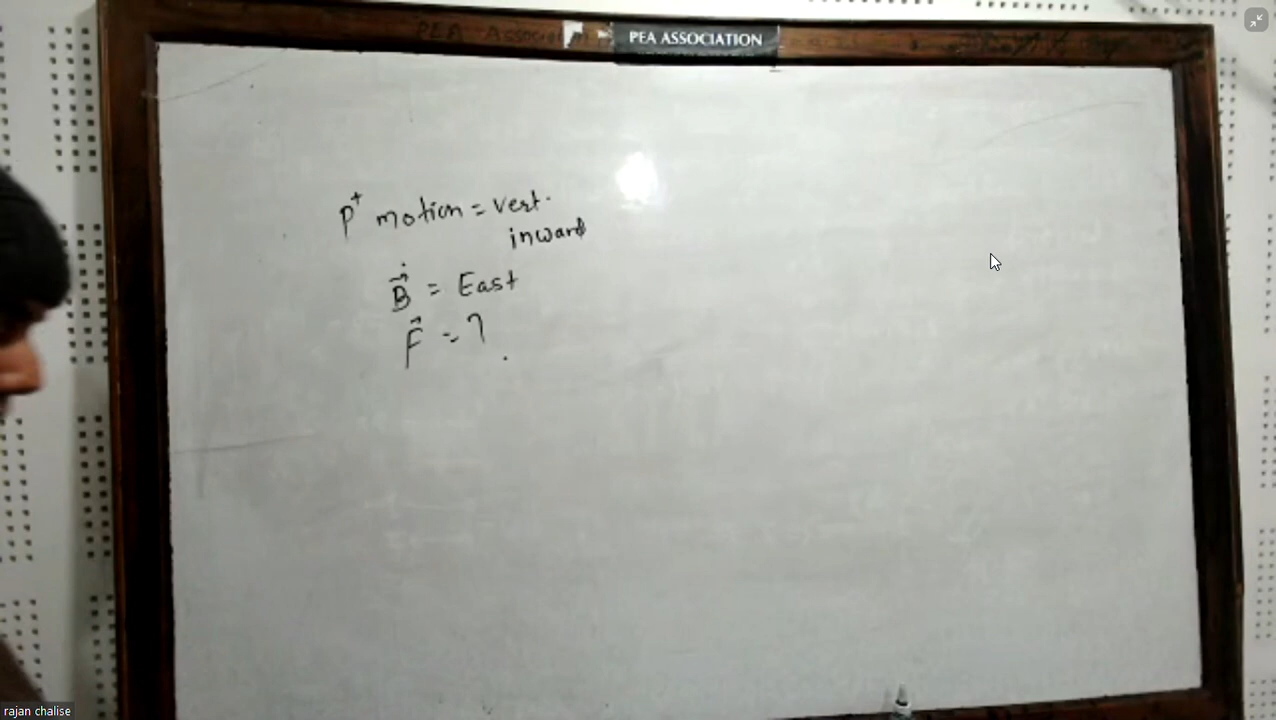 PEA ASSOCIATION
P⁺ motion = vert.
inward
B⃗ = East
F⃗ = ?
rajan chalise